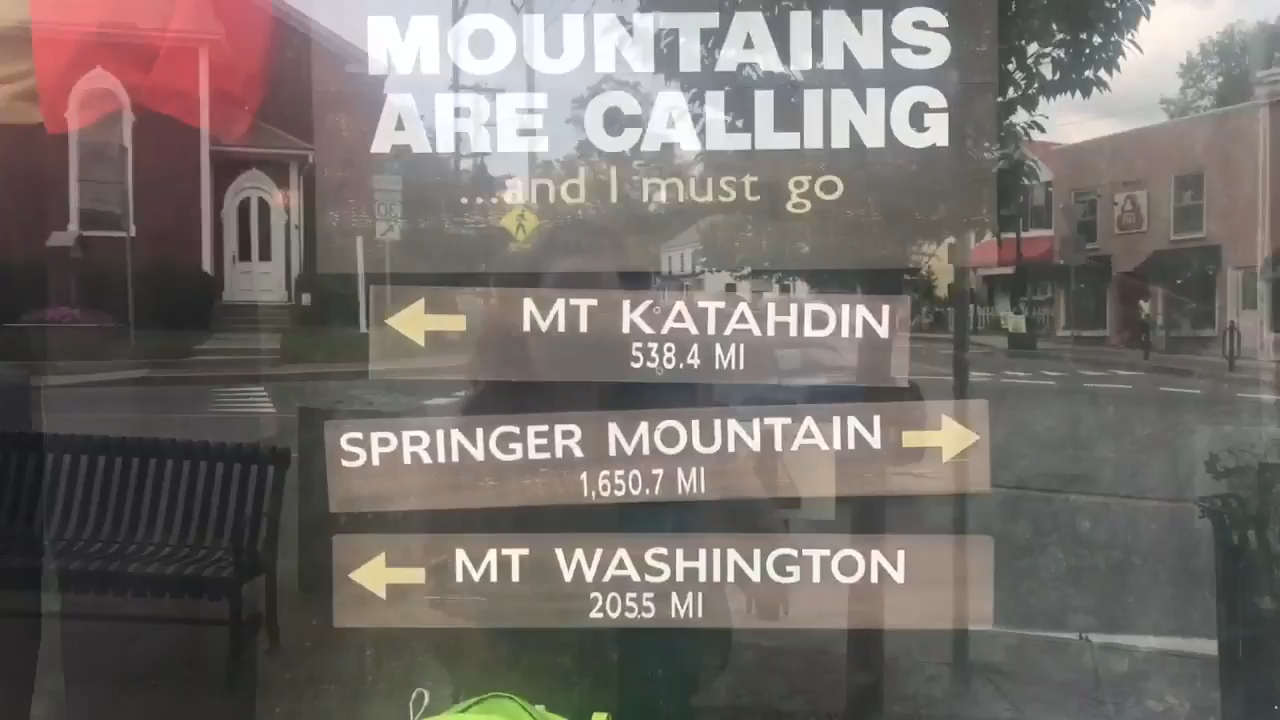 MOUNTAINS
ARE CALLING
...and I must go
MT KATAHDIN
538.4 MI
SPRINGER MOUNTAIN
1,650.7 MI
MT WASHINGTON
205.5 MI